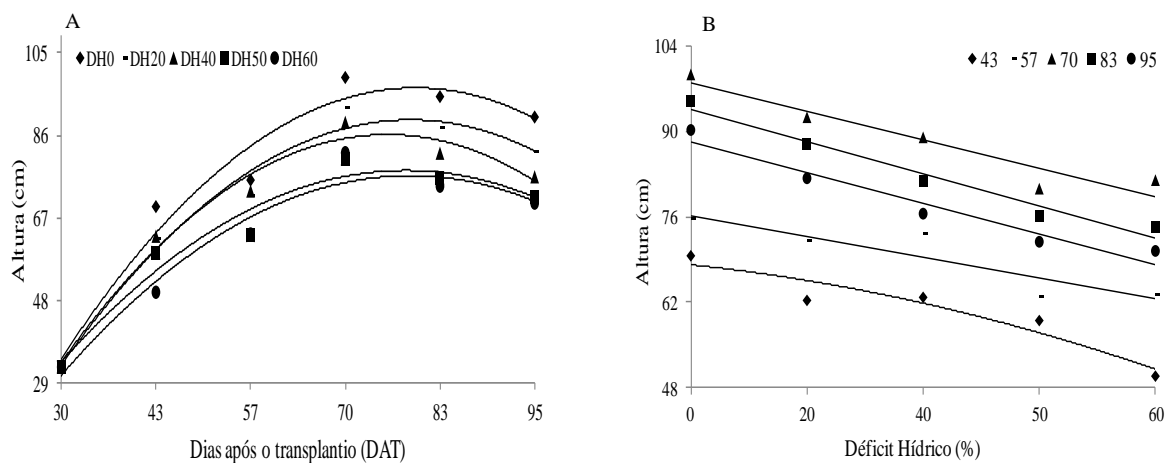 A
DH0 DH20 DH40 DH50 DH60
105
86
67
48
29
30 43 57 70 83 95
Altura (cm)
Dias após o transplantio (DAT)
B
43 57 70 83 95
104
90
76
62
48
0 20 40 50 60
Altura (cm)
Déficit Hídrico (%)